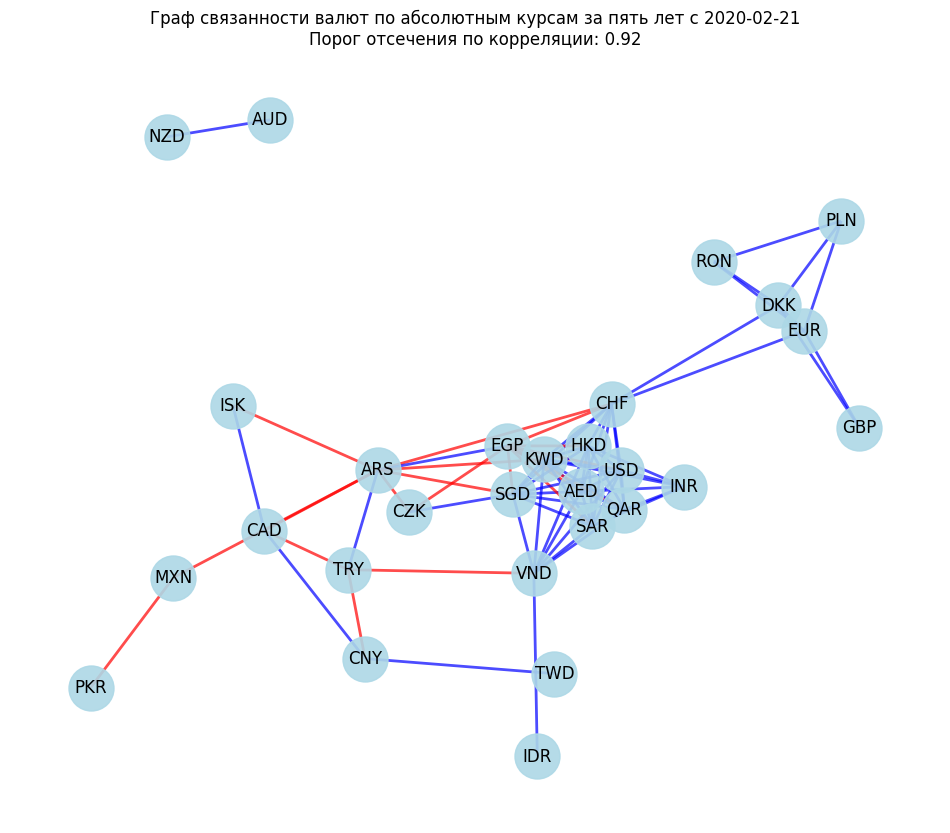 Граф связанности валют по абсолютным курсам за пять лет с 2020-02-21
Порог отсечения по корреляции: 0.92
AUD
NZD
PLN
RON
DKK
EUR
CHF
ISK
GBP
EGP
HKD
KWD
ARS
USD
INR
AED
SGD
CZK
QAR
SAR
CAD
TRY
VND
MXN
CNY
TWD
PKR
IDR